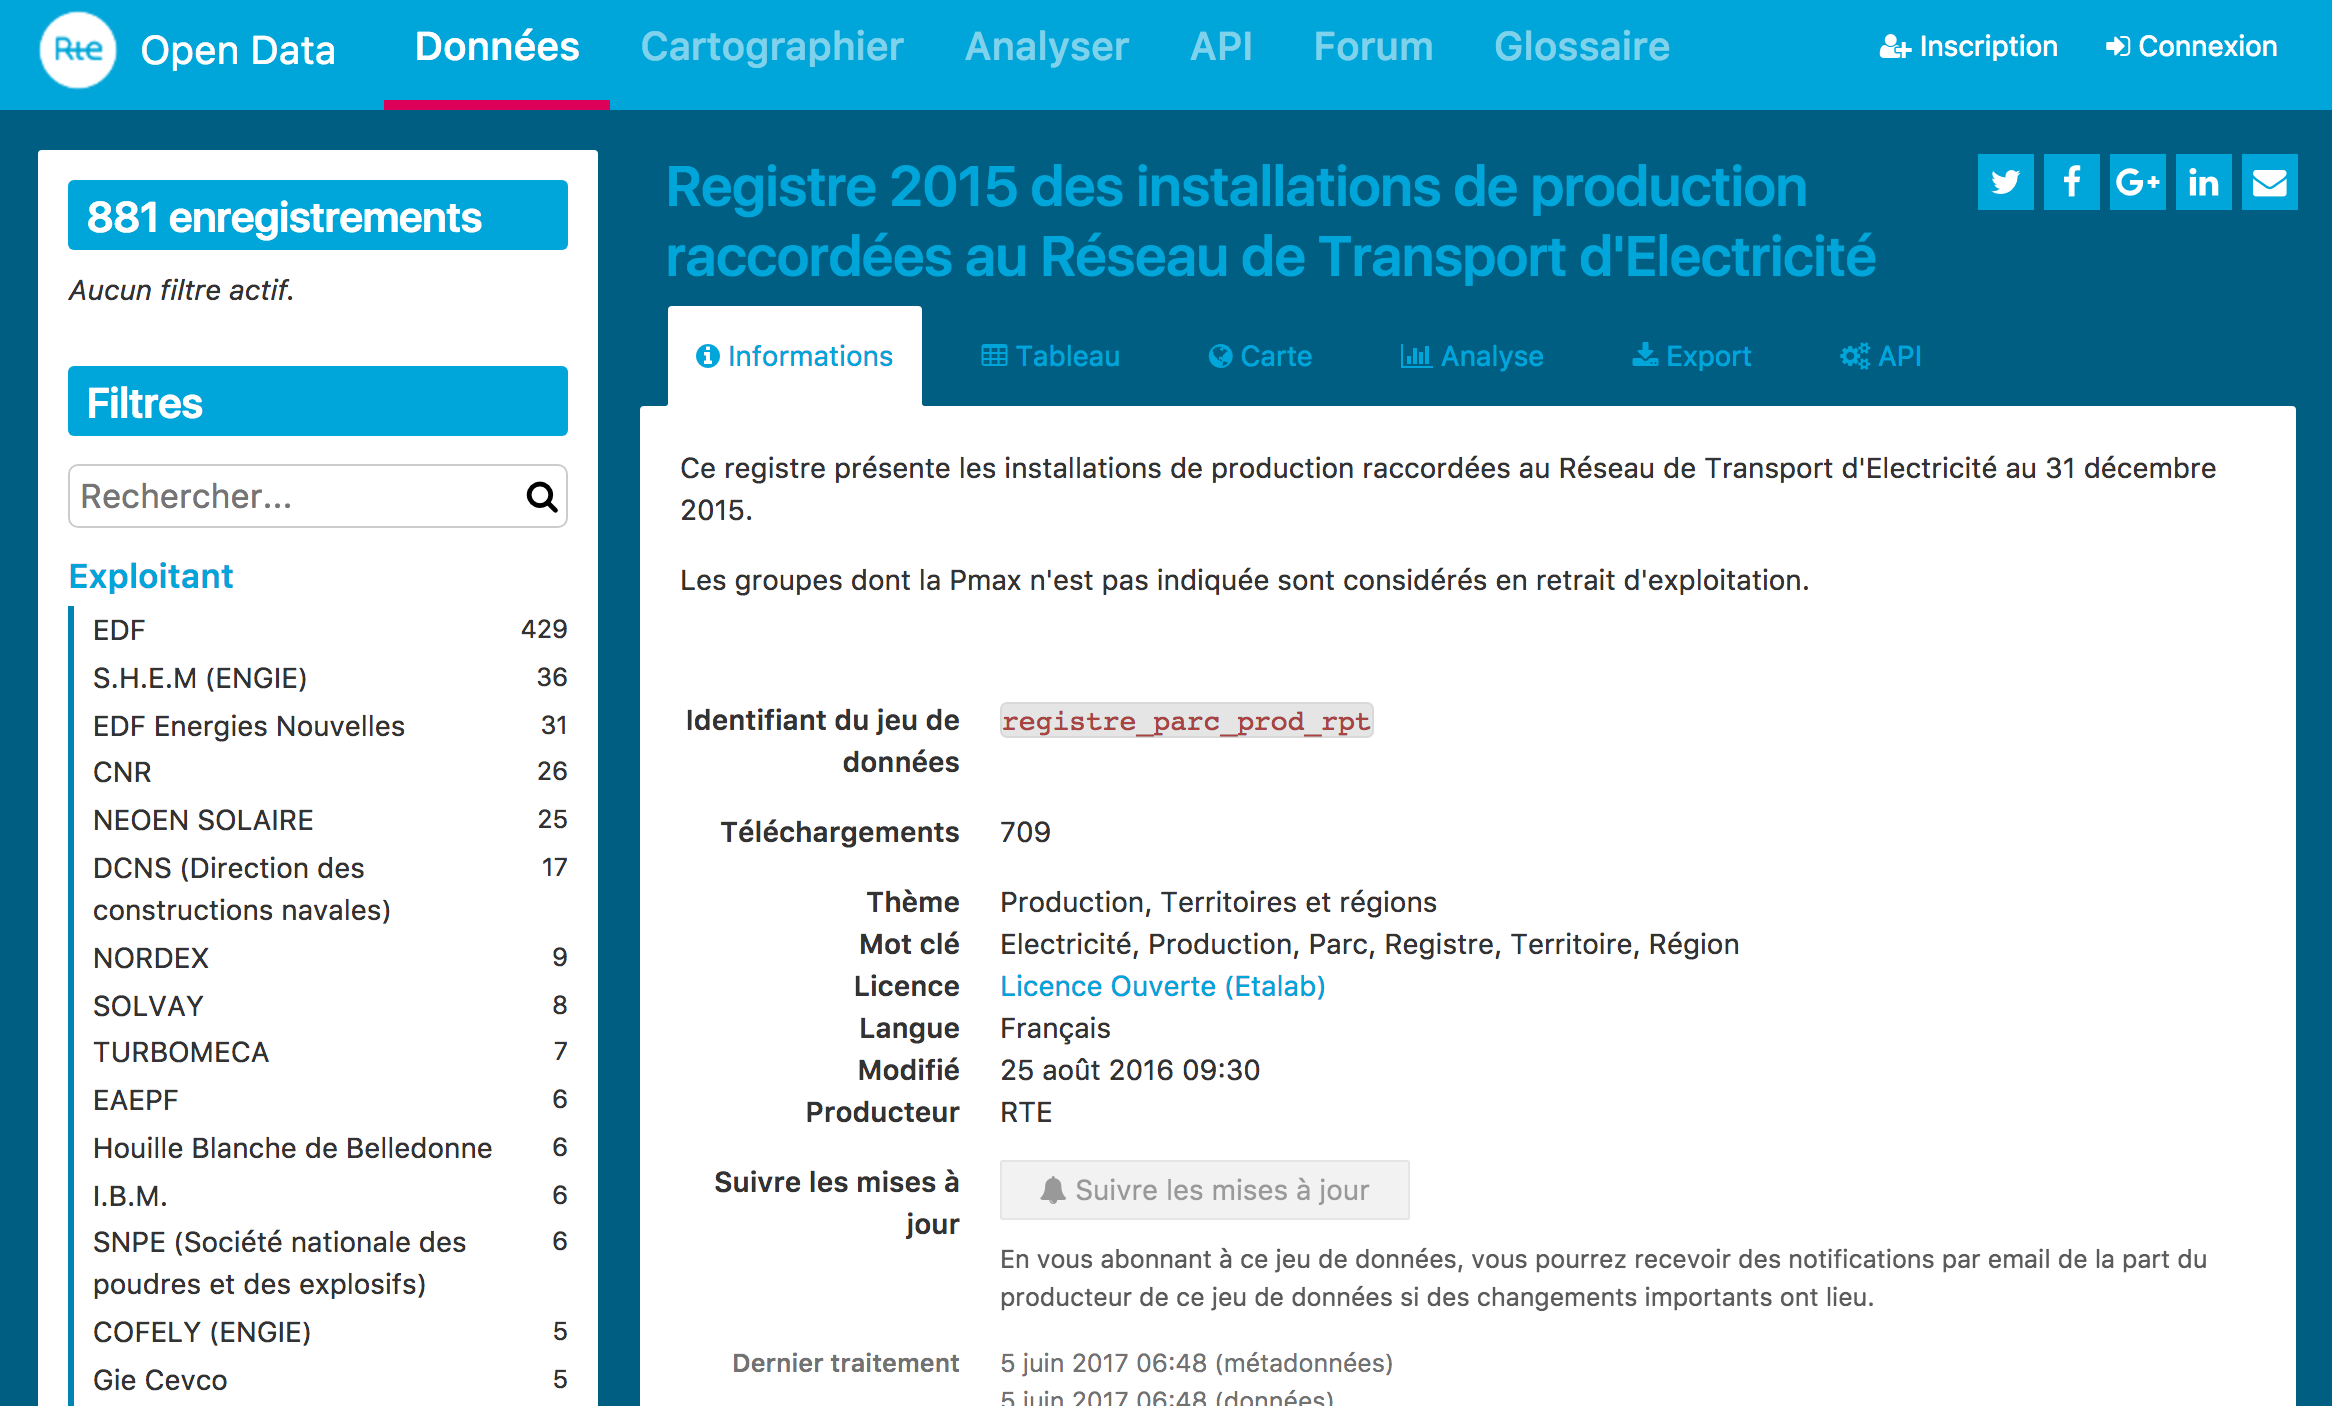 Rte Open Data Données Cartographier Analyser API Forum Glossaire Inscription Connexion
881 enregistrements
Aucun filtre actif.
Filtres
Rechercher...
Exploitant
EDF 429
S.H.E.M (ENGIE) 36
EDF Energies Nouvelles 31
CNR 26
NEOEN SOLAIRE 25
DCNS (Direction des 17
constructions navales)
NORDEX 9
SOLVAY 8
TURBOMECA 7
EAEPF 6
Houille Blanche de Belledonne 6
I.B.M. 6
SNPE (Société nationale des 6
poudres et des explosifs)
COFELY (ENGIE) 5
Gie Cevco 5
Registre 2015 des installations de production
raccordées au Réseau de Transport d'Electricité
G+ in
Informations Tableau Carte Analyse Export API
Ce registre présente les installations de production raccordées au Réseau de Transport d'Electricité au 31 décembre
2015.
Les groupes dont la Pmax n'est pas indiquée sont considérés en retrait d'exploitation.
Identifiant du jeu de registre_parc_prod_rpt
données
Téléchargements 709
Thème Production, Territoires et régions
Mot clé Electricité, Production, Parc, Registre, Territoire, Région
Licence Licence Ouverte (Etalab)
Langue Français
Modifié 25 août 2016 09:30
Producteur RTE
Suivre les mises à Suivre les mises à jour
jour
En vous abonnant à ce jeu de données, vous pourrez recevoir des notifications par email de la part du
producteur de ce jeu de données si des changements importants ont lieu.
Dernier traitement 5 juin 2017 06:48 (métadonnées)
5 juin 2017 06:48 (données)